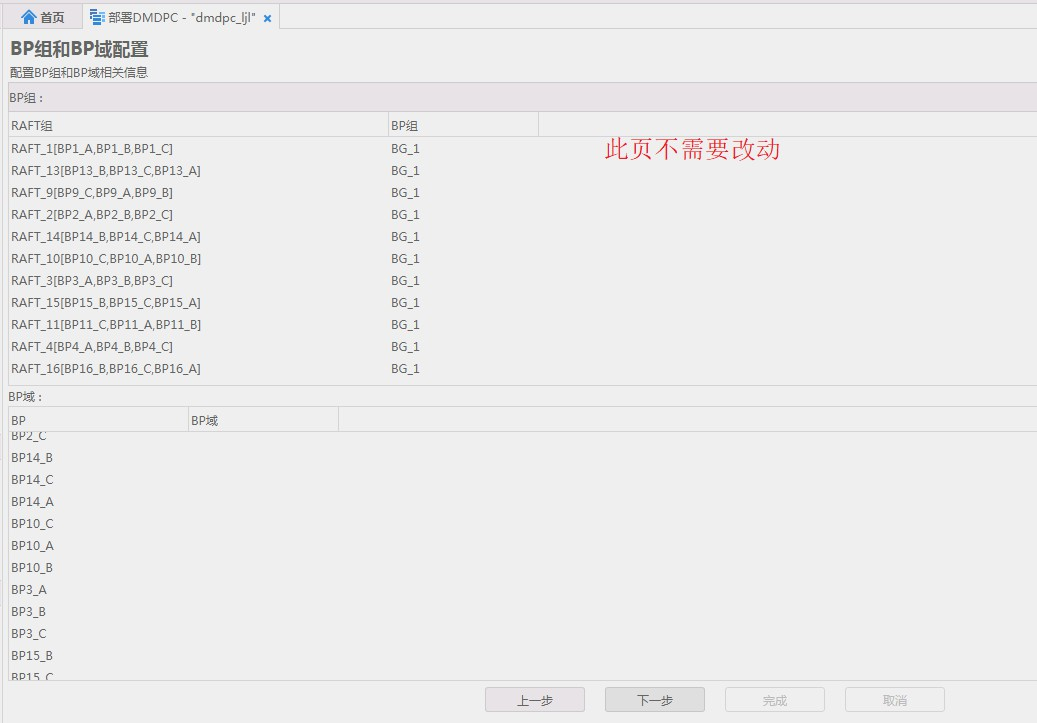 首页 部署DMDPC - "dmdpc_ljl" ×
BP组和BP域配置
配置BP组和BP域相关信息
BP组：
RAFT组 BP组
RAFT_1[BP1_A,BP1_B,BP1_C] BG_1 此页不需要改动
RAFT_13[BP13_B,BP13_C,BP13_A] BG_1
RAFT_9[BP9_C,BP9_A,BP9_B] BG_1
RAFT_2[BP2_A,BP2_B,BP2_C] BG_1
RAFT_14[BP14_B,BP14_C,BP14_A] BG_1
RAFT_10[BP10_C,BP10_A,BP10_B] BG_1
RAFT_3[BP3_A,BP3_B,BP3_C] BG_1
RAFT_15[BP15_B,BP15_C,BP15_A] BG_1
RAFT_11[BP11_C,BP11_A,BP11_B] BG_1
RAFT_4[BP4_A,BP4_B,BP4_C] BG_1
RAFT_16[BP16_B,BP16_C,BP16_A] BG_1
BP域：
BP BP域
BP2_C
BP14_B
BP14_C
BP14_A
BP10_C
BP10_A
BP10_B
BP3_A
BP3_B
BP3_C
BP15_B
BP15_C
上一步 下一步 完成 取消